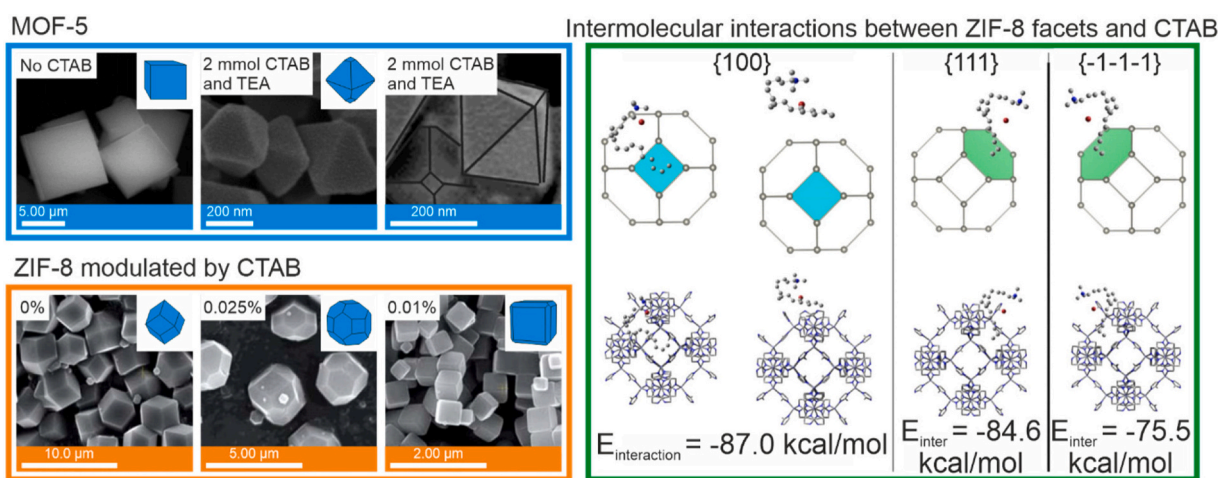 MOF-5
No CTAB
5.00 µm
2 mmol CTAB
and TEA
200 nm
2 mmol CTAB
and TEA
200 nm
ZIF-8 modulated by CTAB
0%
10.0 µm
0.025%
5.00 µm
0.01%
2.00 µm
Intermolecular interactions between ZIF-8 facets and CTAB
{100}
{111}
{-1-1-1}
E interaction = -87.0 kcal/mol
E inter = -84.6
kcal/mol
E inter = -75.5
kcal/mol